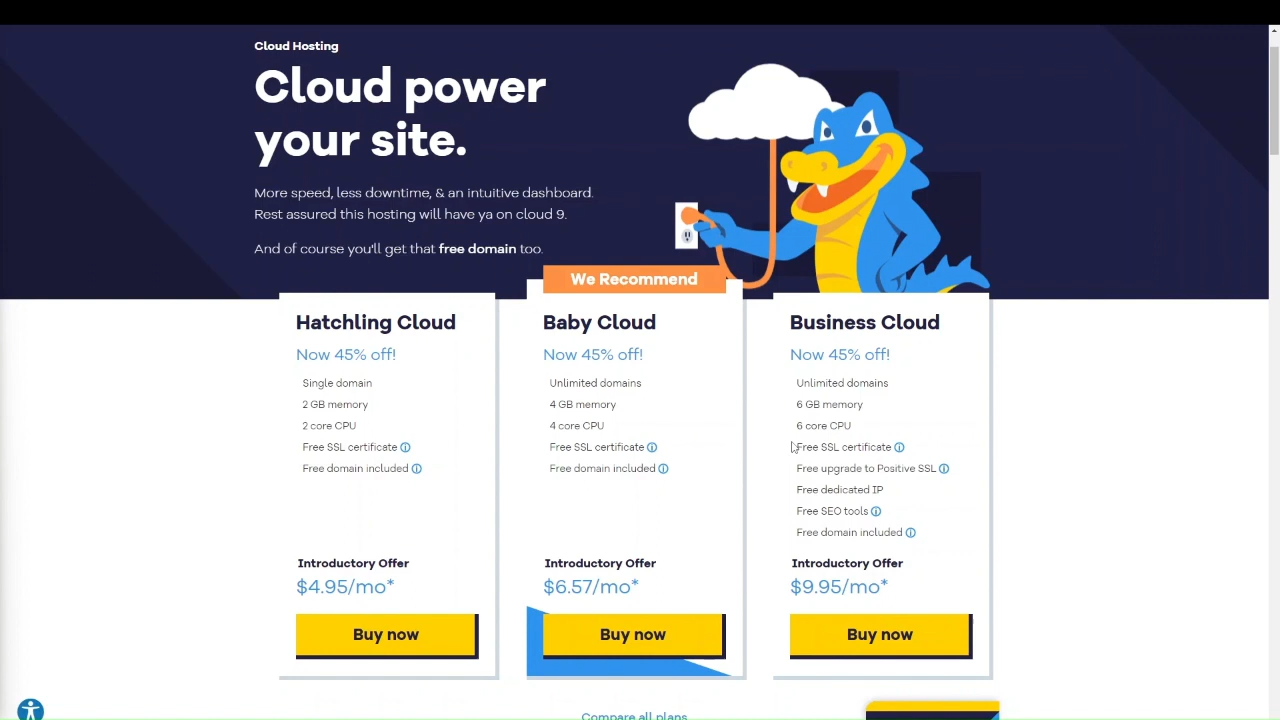 Cloud Hosting
Cloud power
your site.
More speed, less downtime, & an intuitive dashboard.
Rest assured this hosting will have ya on cloud 9.
And of course you'll get that free domain too.
Hatchling Cloud
Now 45% off!
Single domain
2 GB memory
2 core CPU
Free SSL certificate
Free domain included
Introductory Offer
$4.95/mo*
Buy now
We Recommend
Baby Cloud
Now 45% off!
Unlimited domains
4 GB memory
4 core CPU
Free SSL certificate
Free domain included
Introductory Offer
$6.57/mo*
Buy now
Business Cloud
Now 45% off!
Unlimited domains
6 GB memory
6 core CPU
Free SSL certificate
Free upgrade to Positive SSL
Free dedicated IP
Free SEO tools
Free domain included
Introductory Offer
$9.95/mo*
Buy now
Compare all plans